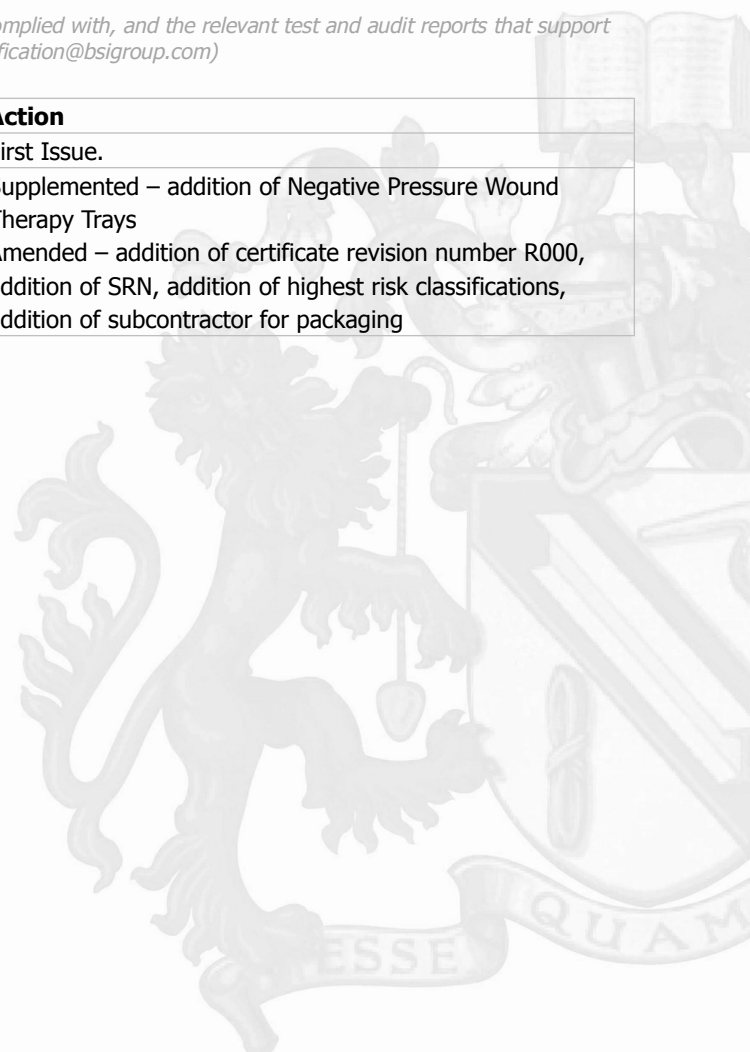 omplied with, and the relevant test and audit reports that support
fication@bsigroup.com)
Action
irst Issue.
upplemented – addition of Negative Pressure Wound
Therapy Trays
mended – addition of certificate revision number R000,
ddition of SRN, addition of highest risk classifications,
ddition of subcontractor for packaging
ESSE
QUAM